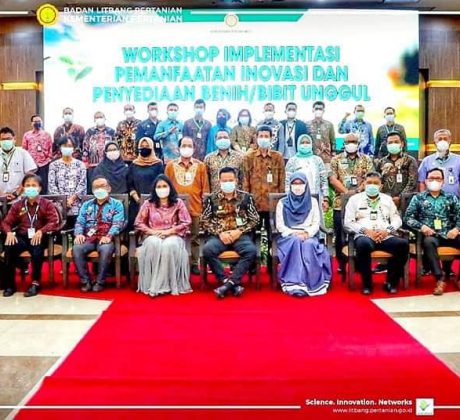 BADAN LITBANG PERTANIAN
KEMENTERIAN PERTANIAN
WORKSHOP IMPLEMENTASI
PEMANFAATAN INOVASI DAN
PENYEDIAAN BENIH/BIBIT UNGGUL
Science. Innovation. Networks
www.litbang.pertanian.go.id